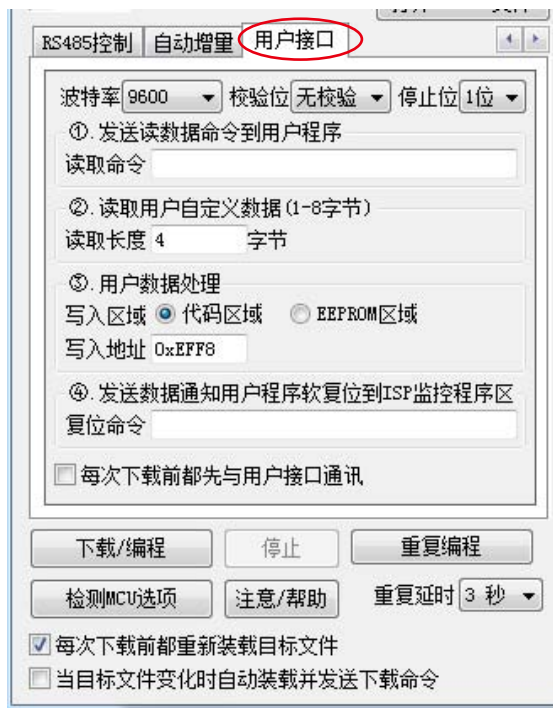 RS485控制 自动增量 用户接口
波特率 9600 校验位 无校验 停止位 1位
①.发送读数据命令到用户程序
读取命令
②.读取用户自定义数据(1-8字节)
读取长度 4 字节
③.用户数据处理
写入区域 代码区域 EEPROM区域
写入地址 0xEFF8
④.发送数据通知用户程序软复位到ISP监控程序区
复位命令
每次下载前都先与用户接口通讯
下载/编程 停止 重复编程
检测MCU选项 注意/帮助 重复延时 3 秒
每次下载前都重新装载目标文件
当目标文件变化时自动装载并发送下载命令